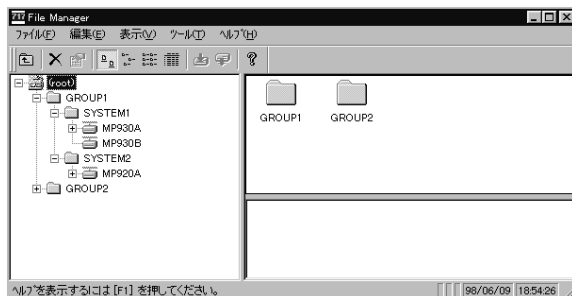 File Manager
ファイル(F) 編集(E) 表示(V) ツール(T) ヘルプ(H)
(root)
GROUP1
SYSTEM1
MP930A
MP930B
SYSTEM2
MP920A
GROUP2
GROUP1 GROUP2
ヘルプを表示するには [F1] を押してください。 98/06/09 18:54:26